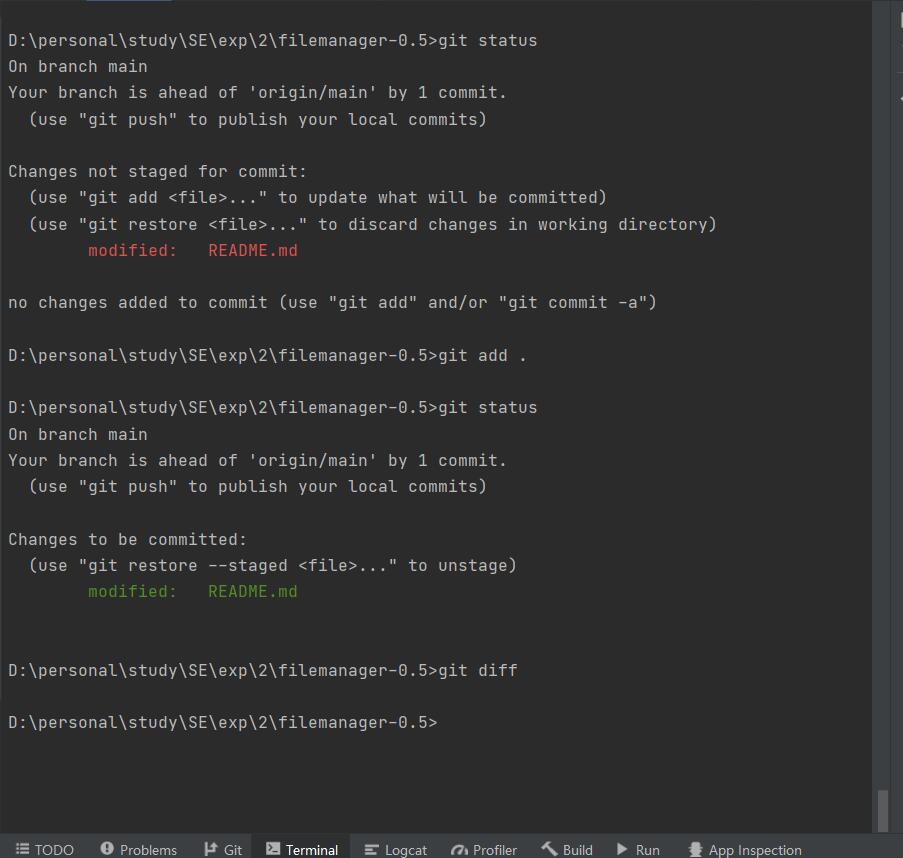 D:\personal\study\SE\exp\2\filemanager-0.5>git status
On branch main
Your branch is ahead of 'origin/main' by 1 commit.
  (use "git push" to publish your local commits)
Changes not staged for commit:
  (use "git add <file>..." to update what will be committed)
  (use "git restore <file>..." to discard changes in working directory)
        modified:   README.md
no changes added to commit (use "git add" and/or "git commit -a")
D:\personal\study\SE\exp\2\filemanager-0.5>git add .
D:\personal\study\SE\exp\2\filemanager-0.5>git status
On branch main
Your branch is ahead of 'origin/main' by 1 commit.
  (use "git push" to publish your local commits)
Changes to be committed:
  (use "git restore --staged <file>..." to unstage)
        modified:   README.md
D:\personal\study\SE\exp\2\filemanager-0.5>git diff
D:\personal\study\SE\exp\2\filemanager-0.5>
TODO Problems Git Terminal Logcat Profiler Build Run App Inspection